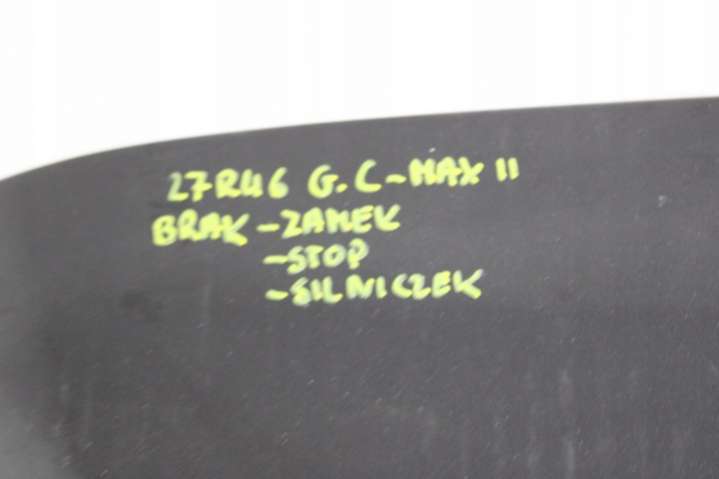 27R46 G.C-MAX II
BRAK -ZAMEK
-STOP
-SILNICZEK